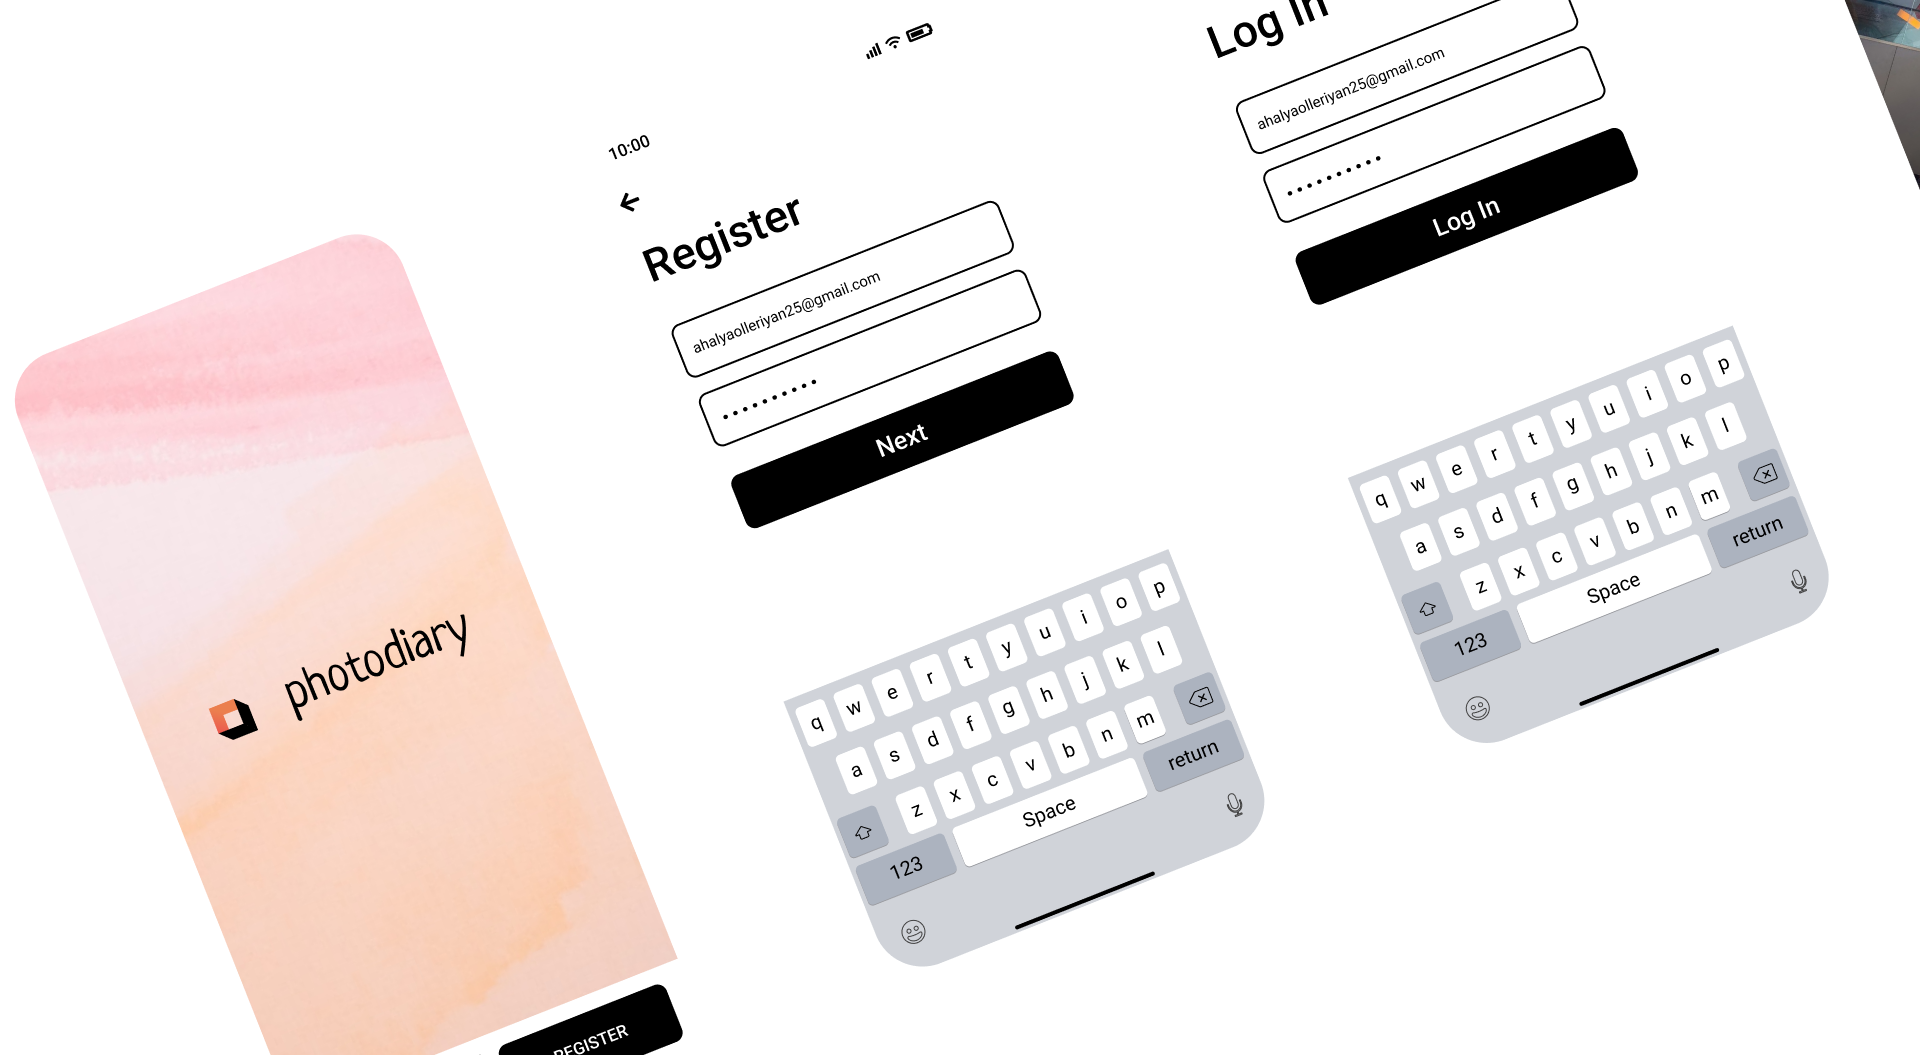 photodiary
REGISTER
10:00
Register
ahalyaolleriyan25@gmail.com
••••••••••
Next
q w e r t y u i o p
a s d f g h j k l
z x c v b n m
123 Space return
Log In
ahalyaolleriyan25@gmail.com
••••••••••
Log In
q w e r t y u i o p
a s d f g h j k l
z x c v b n m
123 Space return